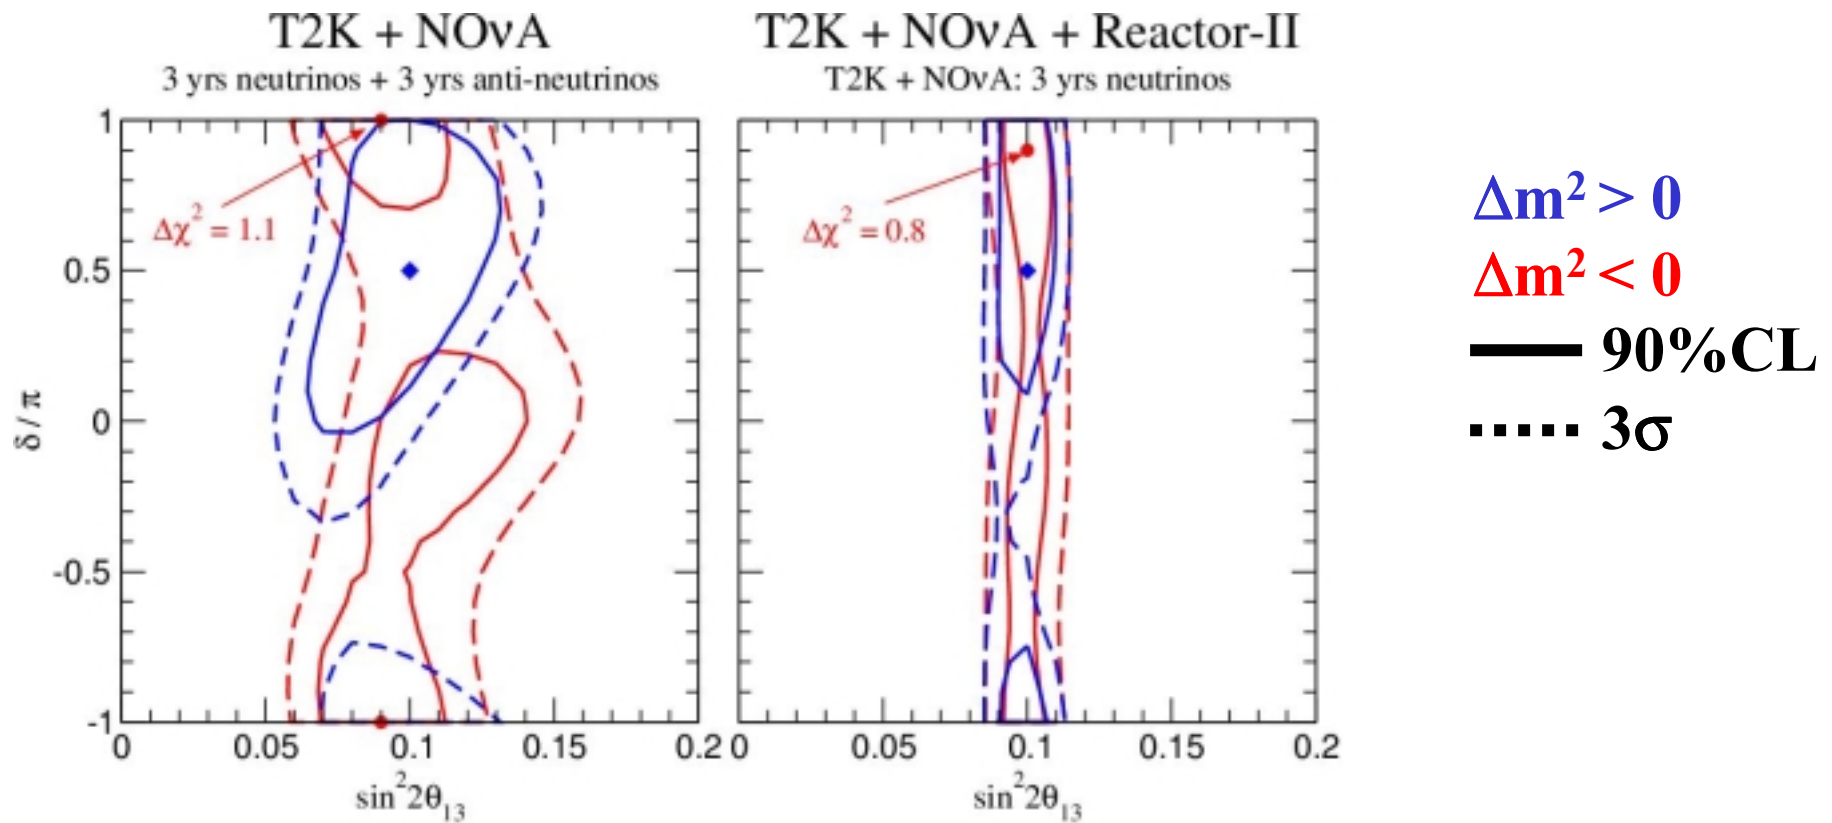 T2K + NOνA
3 yrs neutrinos + 3 yrs anti-neutrinos
T2K + NOνA + Reactor-II
T2K + NOνA: 3 yrs neutrinos
1
0.5
0
-0.5
-1
δ/π
Δχ² = 1.1
Δχ² = 0.8
0 0.05 0.1 0.15 0.2
0 0.05 0.1 0.15 0.2
sin²2θ₁₃
sin²2θ₁₃
Δm² > 0
Δm² < 0
90%CL
3σ